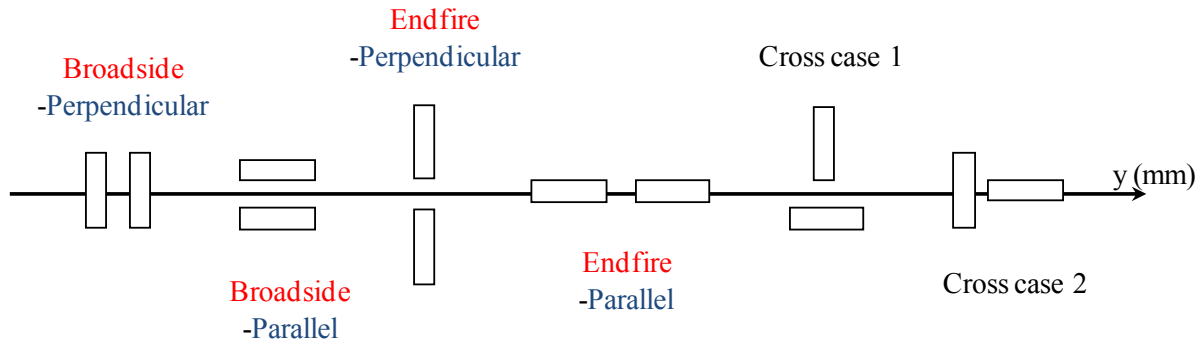 Broadside
-Perpendicular
Endfire
-Perpendicular
Cross case 1
y (mm)
Broadside
-Parallel
Endfire
-Parallel
Cross case 2